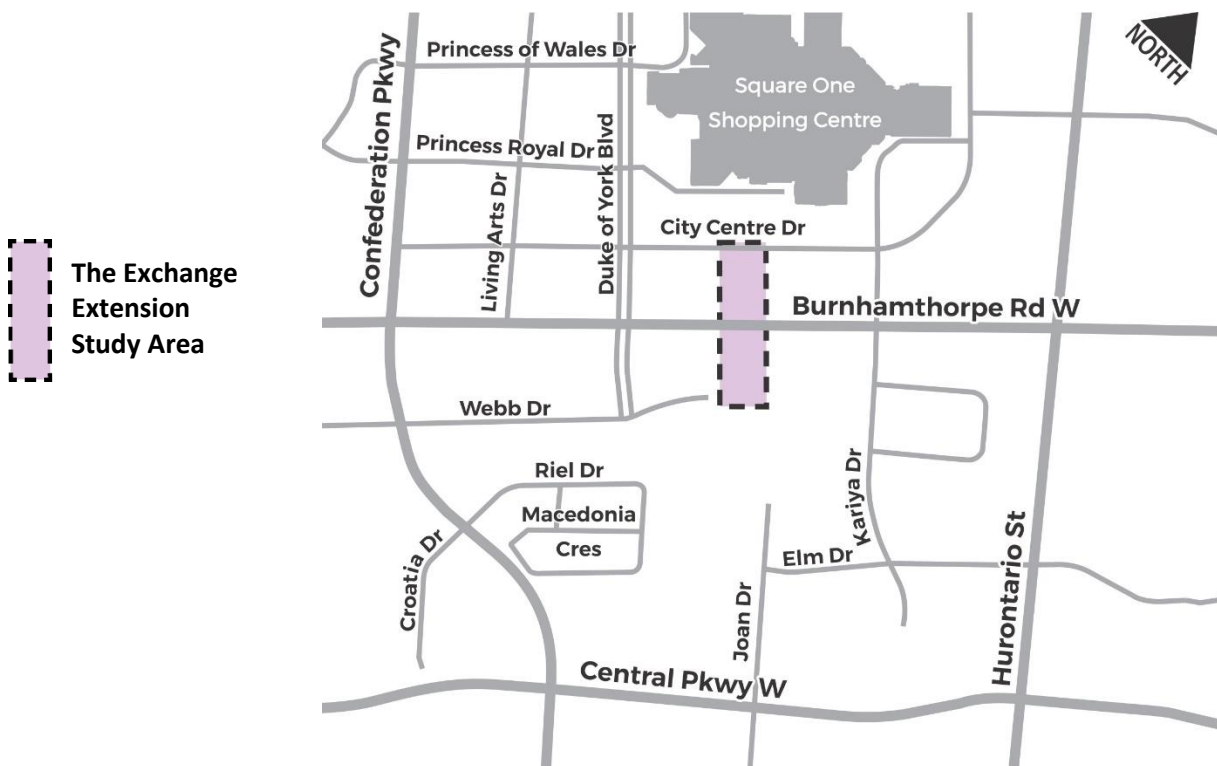 Princess of Wales Dr
Confederation Pkwy
NORTH
Square One
Shopping Centre
Princess Royal Dr
Living Arts Dr
Duke of York Blvd
City Centre Dr
The Exchange
Extension
Study Area
Burnhamthorpe Rd W
Webb Dr
Riel Dr
Macedonia
Cres
Croatia Dr
Kariya Dr
Elm Dr
Joan Dr
Hurontario St
Central Pkwy W